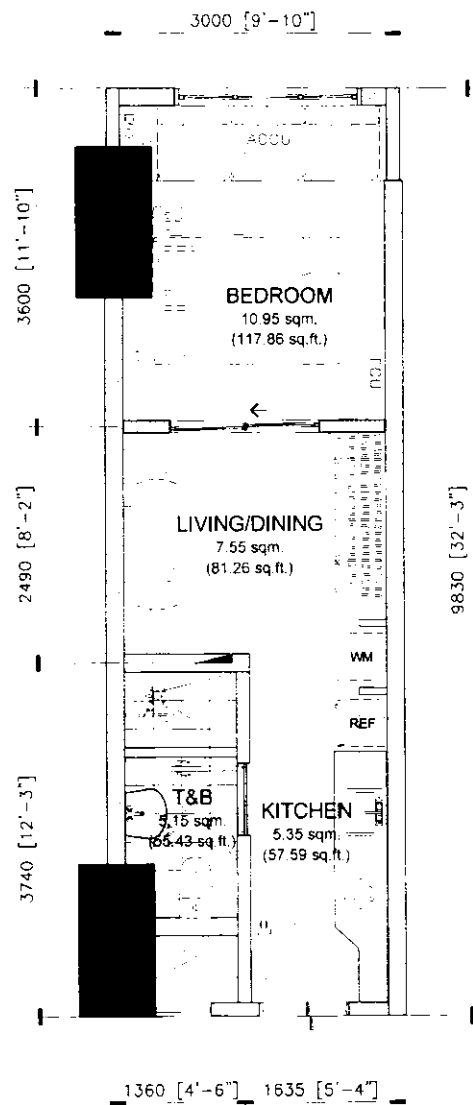 3000 [9'-10"]
ACCU
3600 [11'-10"]
BEDROOM
10.95 sqm.
(117.86 sq.ft.)
FCU
2490 [8'-2"]
LIVING/DINING
7.55 sqm.
(81.26 sq.ft.)
9830 [32'-3"]
WM
REF
3740 [12'-3"]
T&B
5.15 sqm.
(55.43 sq.ft.)
KITCHEN
5.35 sqm.
(57.59 sq.ft.)
1360 [4'-6"]
1635 [5'-4"]